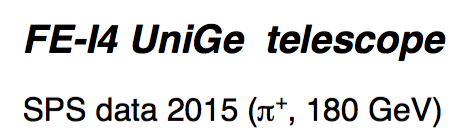 FE-I4 UniGe telescope
SPS data 2015 (π⁺, 180 GeV)